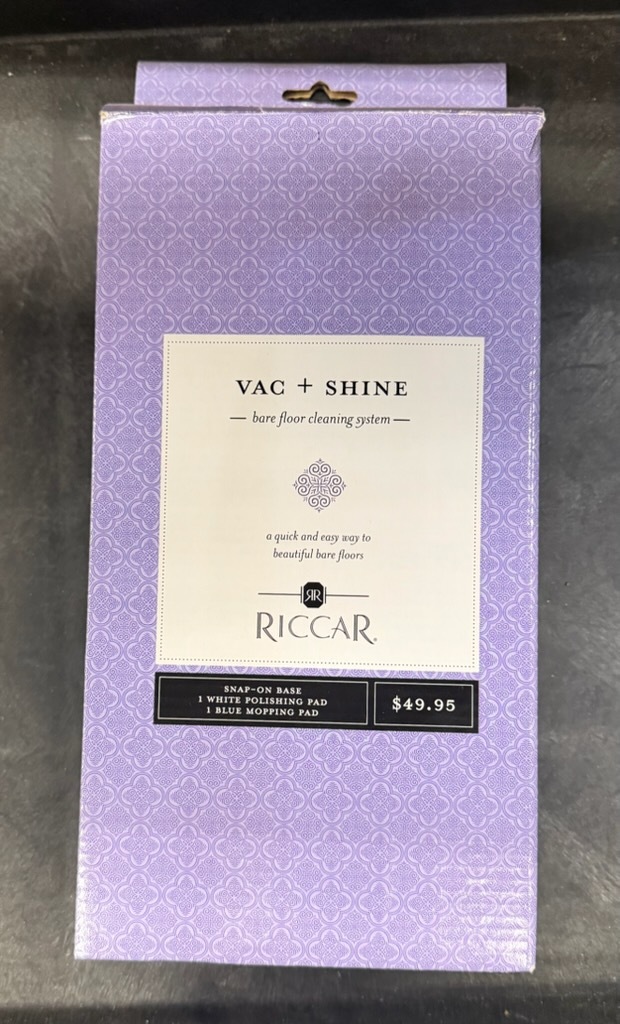 VAC + SHINE
— bare floor cleaning system —
a quick and easy way to
beautiful bare floors
RR
RICCAR®
SNAP-ON BASE
1 WHITE POLISHING PAD
1 BLUE MOPPING PAD
$49.95